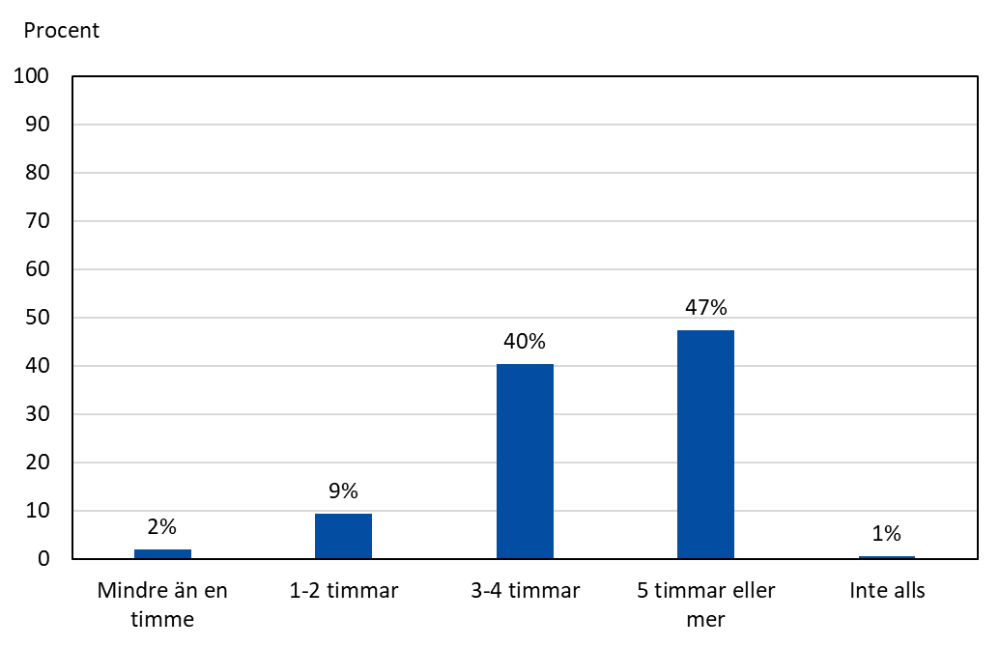 Procent
100
90
80
70
60
50
40
30
20
10
0
2%
9%
40%
47%
1%
Mindre än en
timme
1-2 timmar
3-4 timmar
5 timmar eller
mer
Inte alls